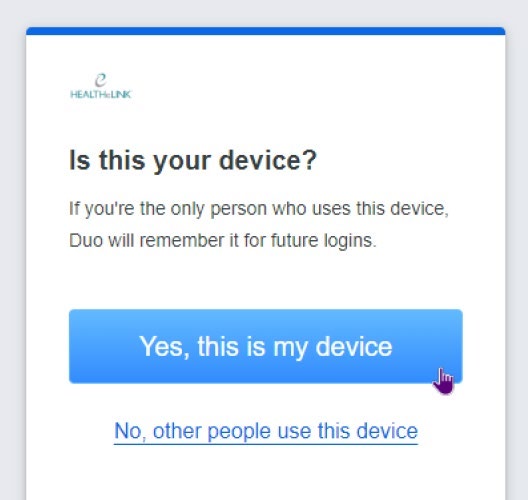 HEALTHeLINK
Is this your device?
If you're the only person who uses this device,
Duo will remember it for future logins.
Yes, this is my device
No, other people use this device